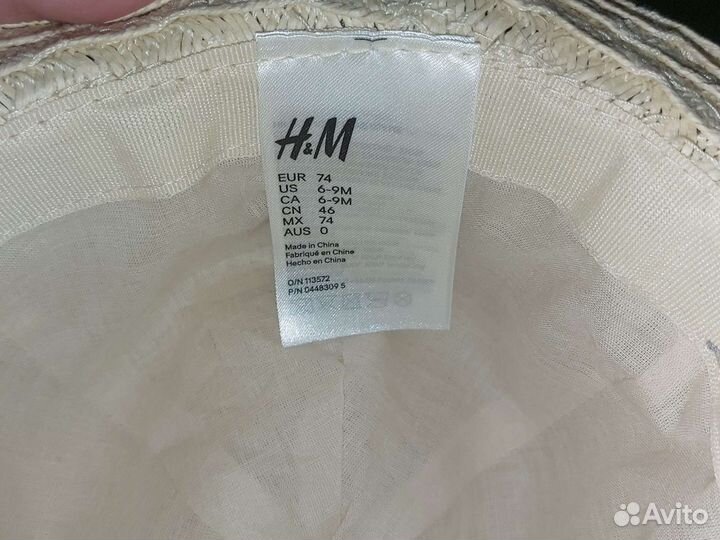 H&M
EUR 74
US 6-9M
CA 6-9M
CN 46
MX 74
AUS 0
Made in China
Fabriqué en Chine
Hecho en China
O/N 113572
P/N 0448309 5
Avito